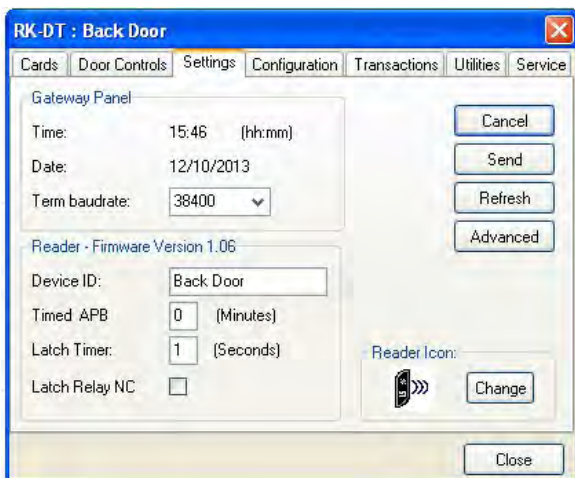 RK-DT : Back Door
Cards Door Controls Settings Configuration Transactions Utilities Service
Gateway Panel
Time: 15:46 (hh:mm)
Date: 12/10/2013
Term baudrate: 38400
Cancel
Send
Refresh
Advanced
Reader - Firmware Version 1.06
Device ID: Back Door
Timed APB 0 (Minutes)
Latch Timer: 1 (Seconds)
Latch Relay NC
Reader Icon:
Change
Close